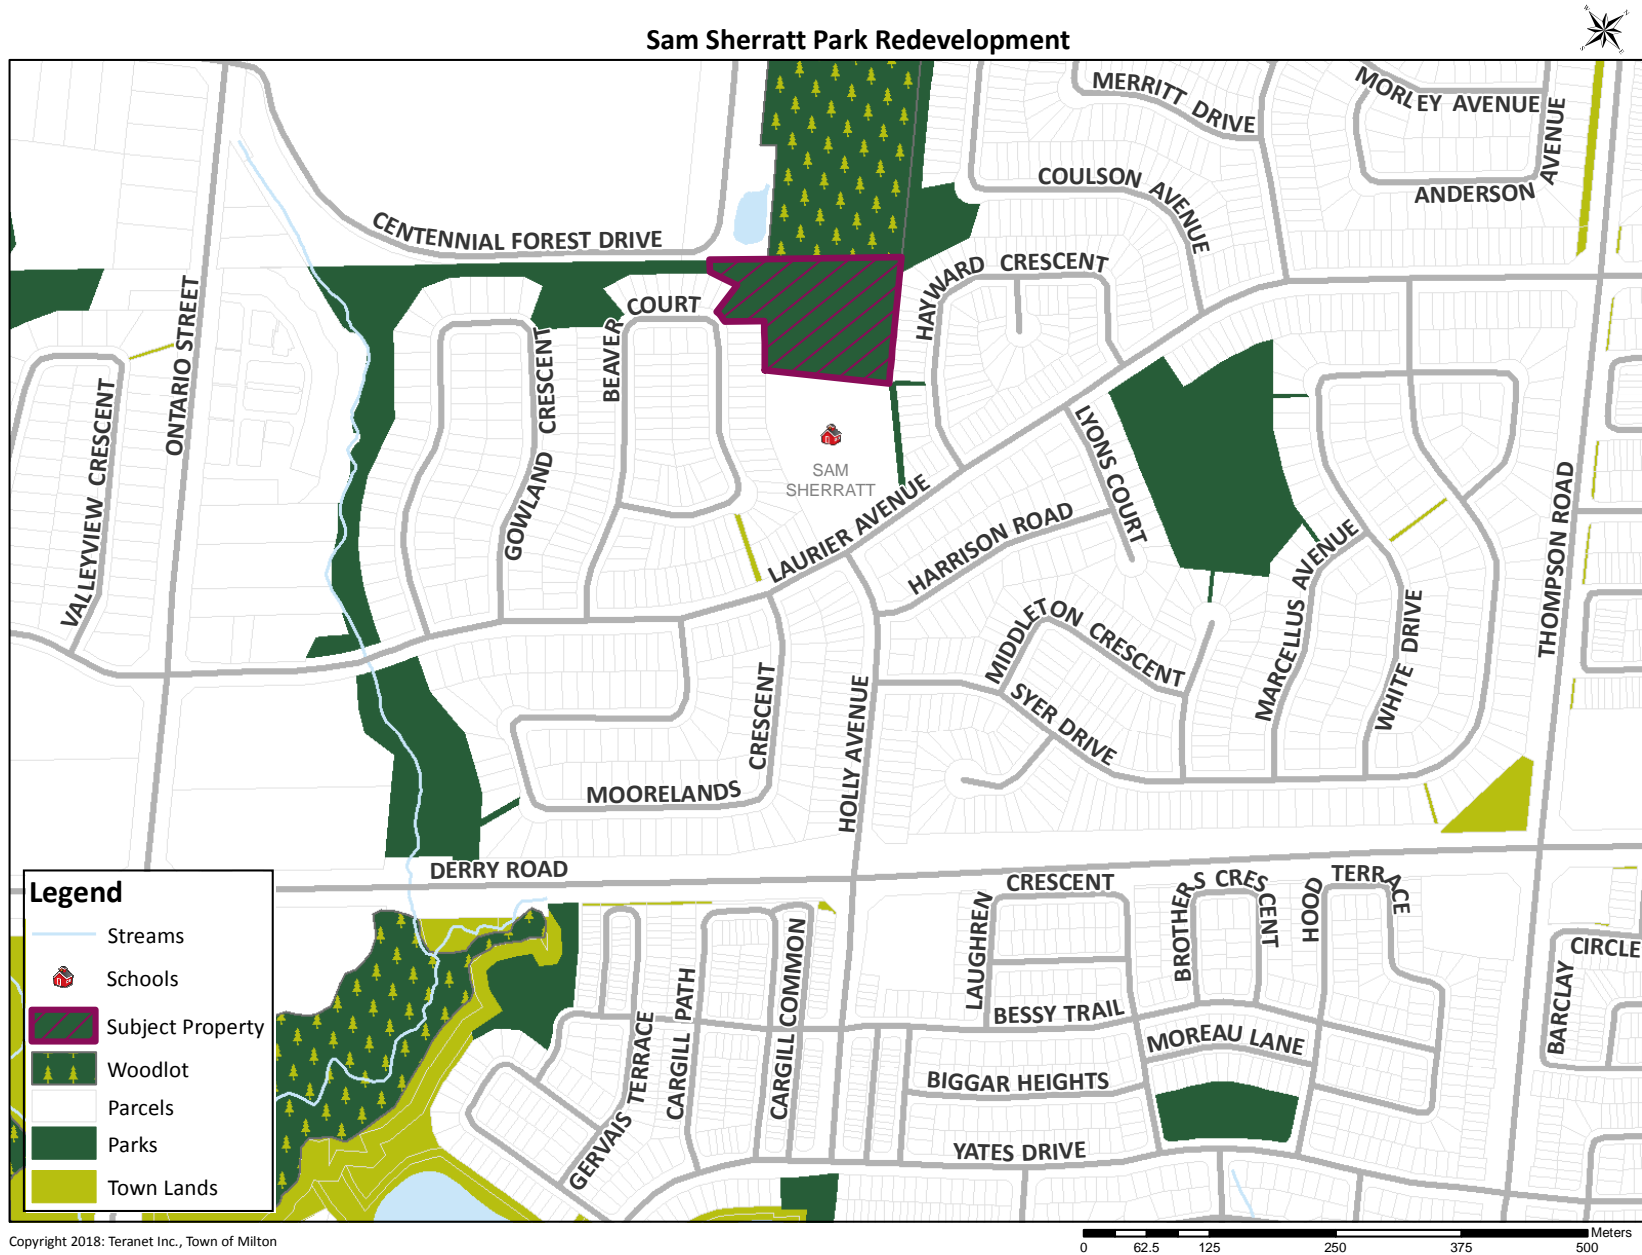 Sam Sherratt Park Redevelopment
W N
S E
MERRITT DRIVE
MORLEY AVENUE
AVENUE
COULSON AVENUE
ANDERSON
CENTENNIAL FOREST DRIVE
HAYWARD CRESCENT
COURT
BEAVER
ONTARIO STREET
GOWLAND CRESCENT
VALLEYVIEW CRESCENT
SAM
SHERRATT
LAURIER AVENUE
LYONS COURT
HARRISON ROAD
MARCELLUS AVENUE
THOMPSON ROAD
MIDDLETON CRESCENT
WHITE DRIVE
SYER DRIVE
CRESCENT
MOORELANDS
HOLLY AVENUE
DERRY ROAD
CRESCENT
LAUGHREN
BROTHERS CRESCENT
HOOD TERRACE
CIRCLE
BARCLAY
BESSY TRAIL
MOREAU LANE
BIGGAR HEIGHTS
YATES DRIVE
GERVAIS TERRACE
CARGILL PATH
CARGILL COMMON
Legend
Streams
Schools
Subject Property
Woodlot
Parcels
Parks
Town Lands
Copyright 2018: Teranet Inc., Town of Milton
Meters
0 62.5 125 250 375 500